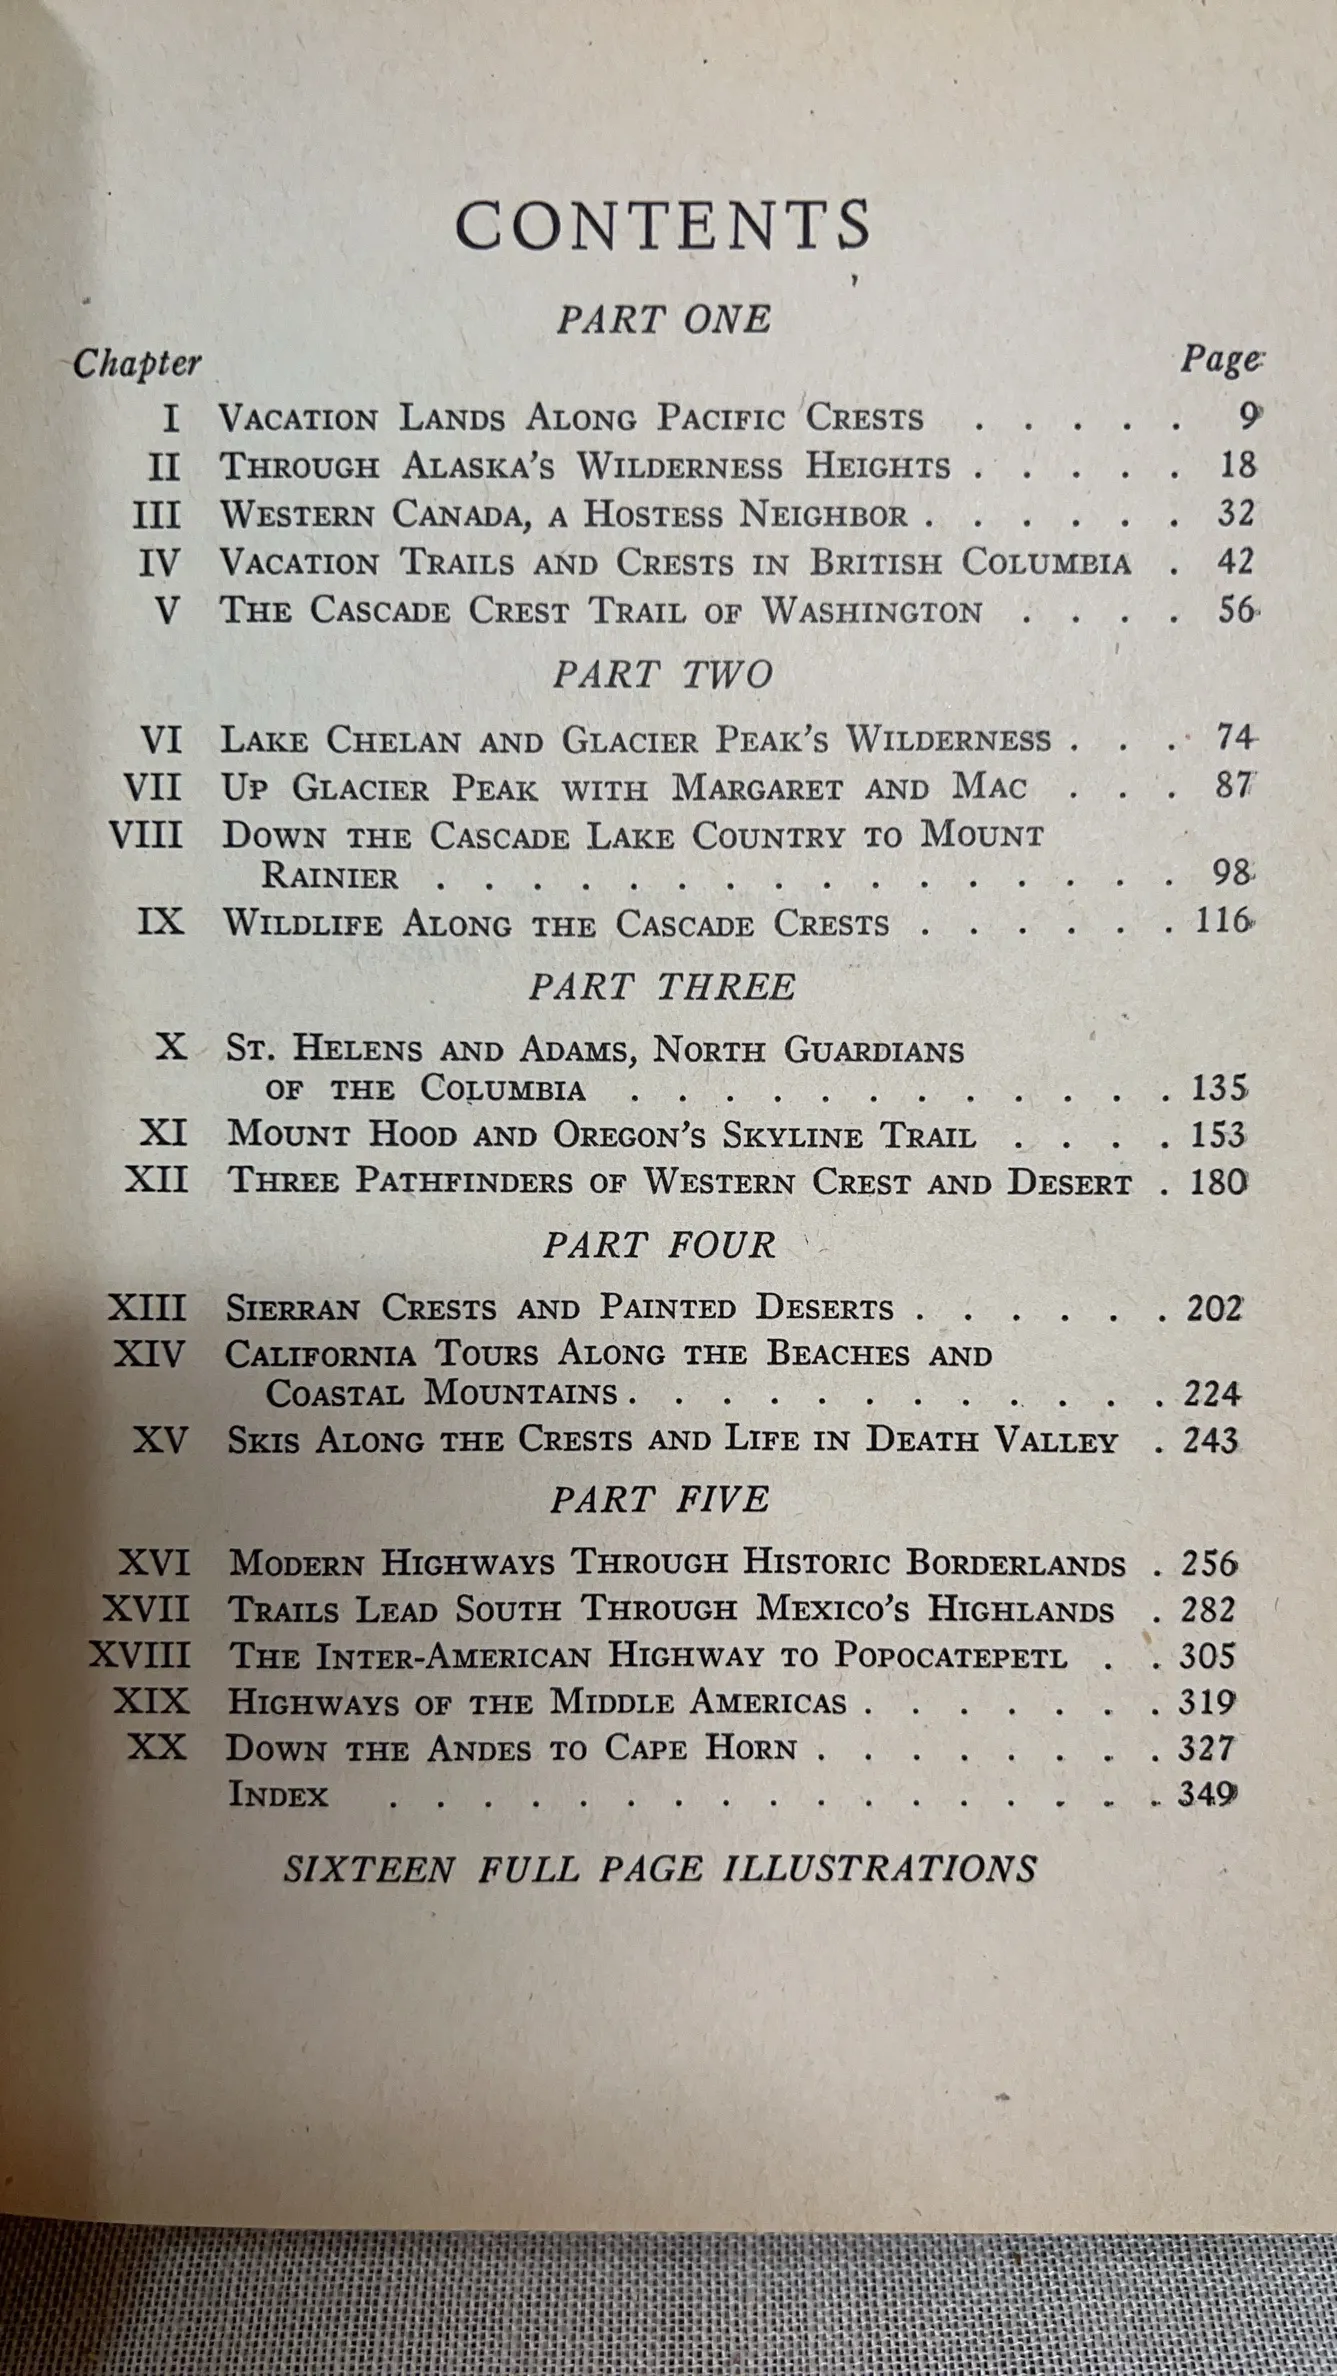 CONTENTS
PART ONE
Chapter Page
I VACATION LANDS ALONG PACIFIC CRESTS . . . . . 9
II THROUGH ALASKA'S WILDERNESS HEIGHTS . . . . . 18
III WESTERN CANADA, A HOSTESS NEIGHBOR . . . . . . 32
IV VACATION TRAILS AND CRESTS IN BRITISH COLUMBIA . 42
V THE CASCADE CREST TRAIL OF WASHINGTON . . . . 56
PART TWO
VI LAKE CHELAN AND GLACIER PEAK'S WILDERNESS . . . 74
VII UP GLACIER PEAK WITH MARGARET AND MAC . . . 87
VIII DOWN THE CASCADE LAKE COUNTRY TO MOUNT
RAINIER . . . . . . . . . . . . . . . . 98
IX WILDLIFE ALONG THE CASCADE CRESTS . . . . . . 116
PART THREE
X ST. HELENS AND ADAMS, NORTH GUARDIANS
OF THE COLUMBIA . . . . . . . . . . . . 135
XI MOUNT HOOD AND OREGON'S SKYLINE TRAIL . . . . 153
XII THREE PATHFINDERS OF WESTERN CREST AND DESERT . 180
PART FOUR
XIII SIERRAN CRESTS AND PAINTED DESERTS . . . . . . 202
XIV CALIFORNIA TOURS ALONG THE BEACHES AND
COASTAL MOUNTAINS . . . . . . . . . . . . 224
XV SKIS ALONG THE CRESTS AND LIFE IN DEATH VALLEY . 243
PART FIVE
XVI MODERN HIGHWAYS THROUGH HISTORIC BORDERLANDS . 256
XVII TRAILS LEAD SOUTH THROUGH MEXICO'S HIGHLANDS . 282
XVIII THE INTER-AMERICAN HIGHWAY TO POPOCATEPETL . . 305
XIX HIGHWAYS OF THE MIDDLE AMERICAS . . . . . . . 319
XX DOWN THE ANDES TO CAPE HORN . . . . . . . . 327
INDEX . . . . . . . . . . . . . . . . . 349
SIXTEEN FULL PAGE ILLUSTRATIONS